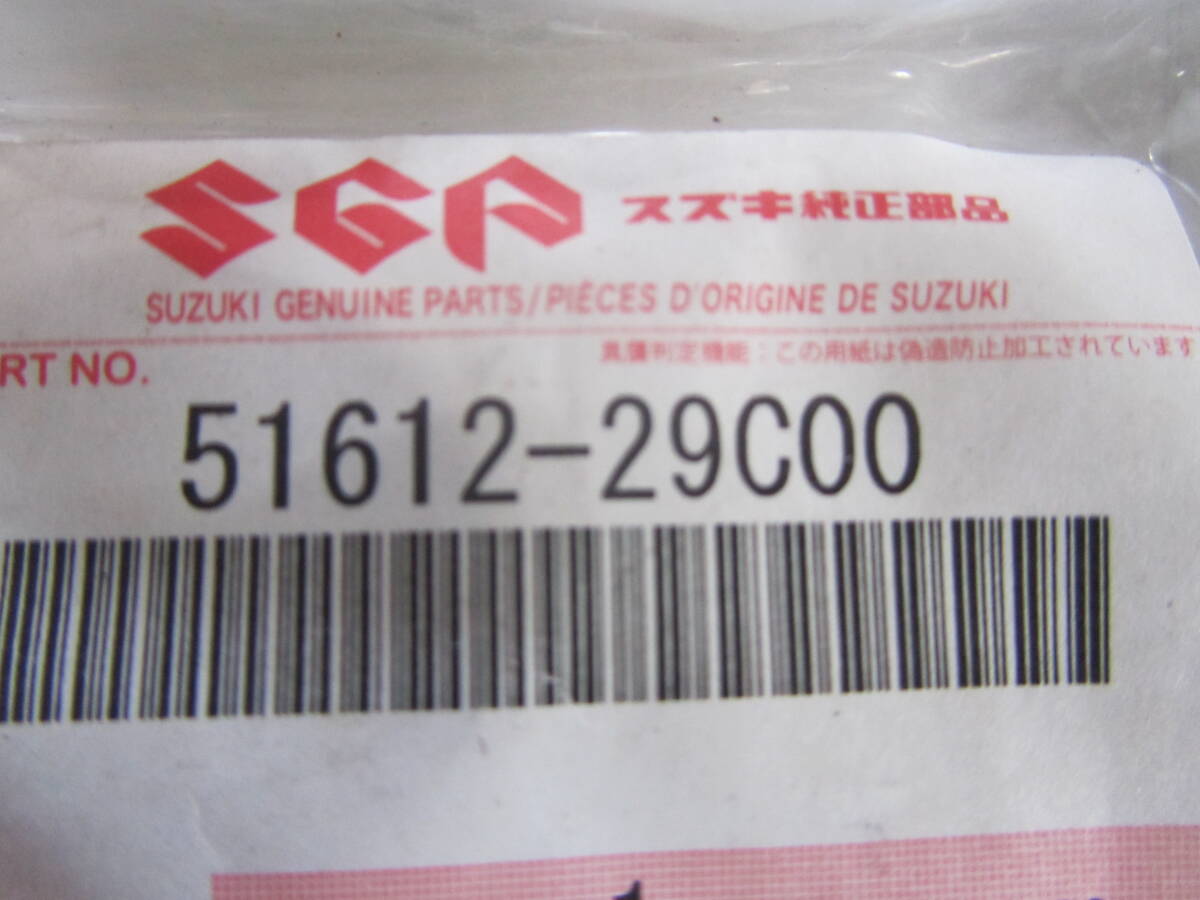 SGP スズキ純正部品
SUZUKI GENUINE PARTS/PIÈCES D'ORIGINE DE SUZUKI
RT NO.
真贋判定機能：この用紙は偽造防止加工されています
51612-29C00